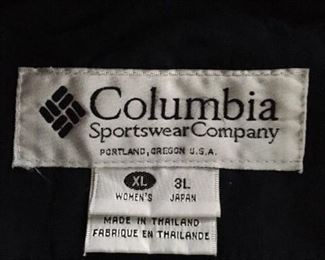 Columbia
Sportswear Company
PORTLAND, OREGON U.S.A.
XL 3L
WOMEN'S JAPAN
MADE IN THAILAND
FABRIQUE EN THAILANDE